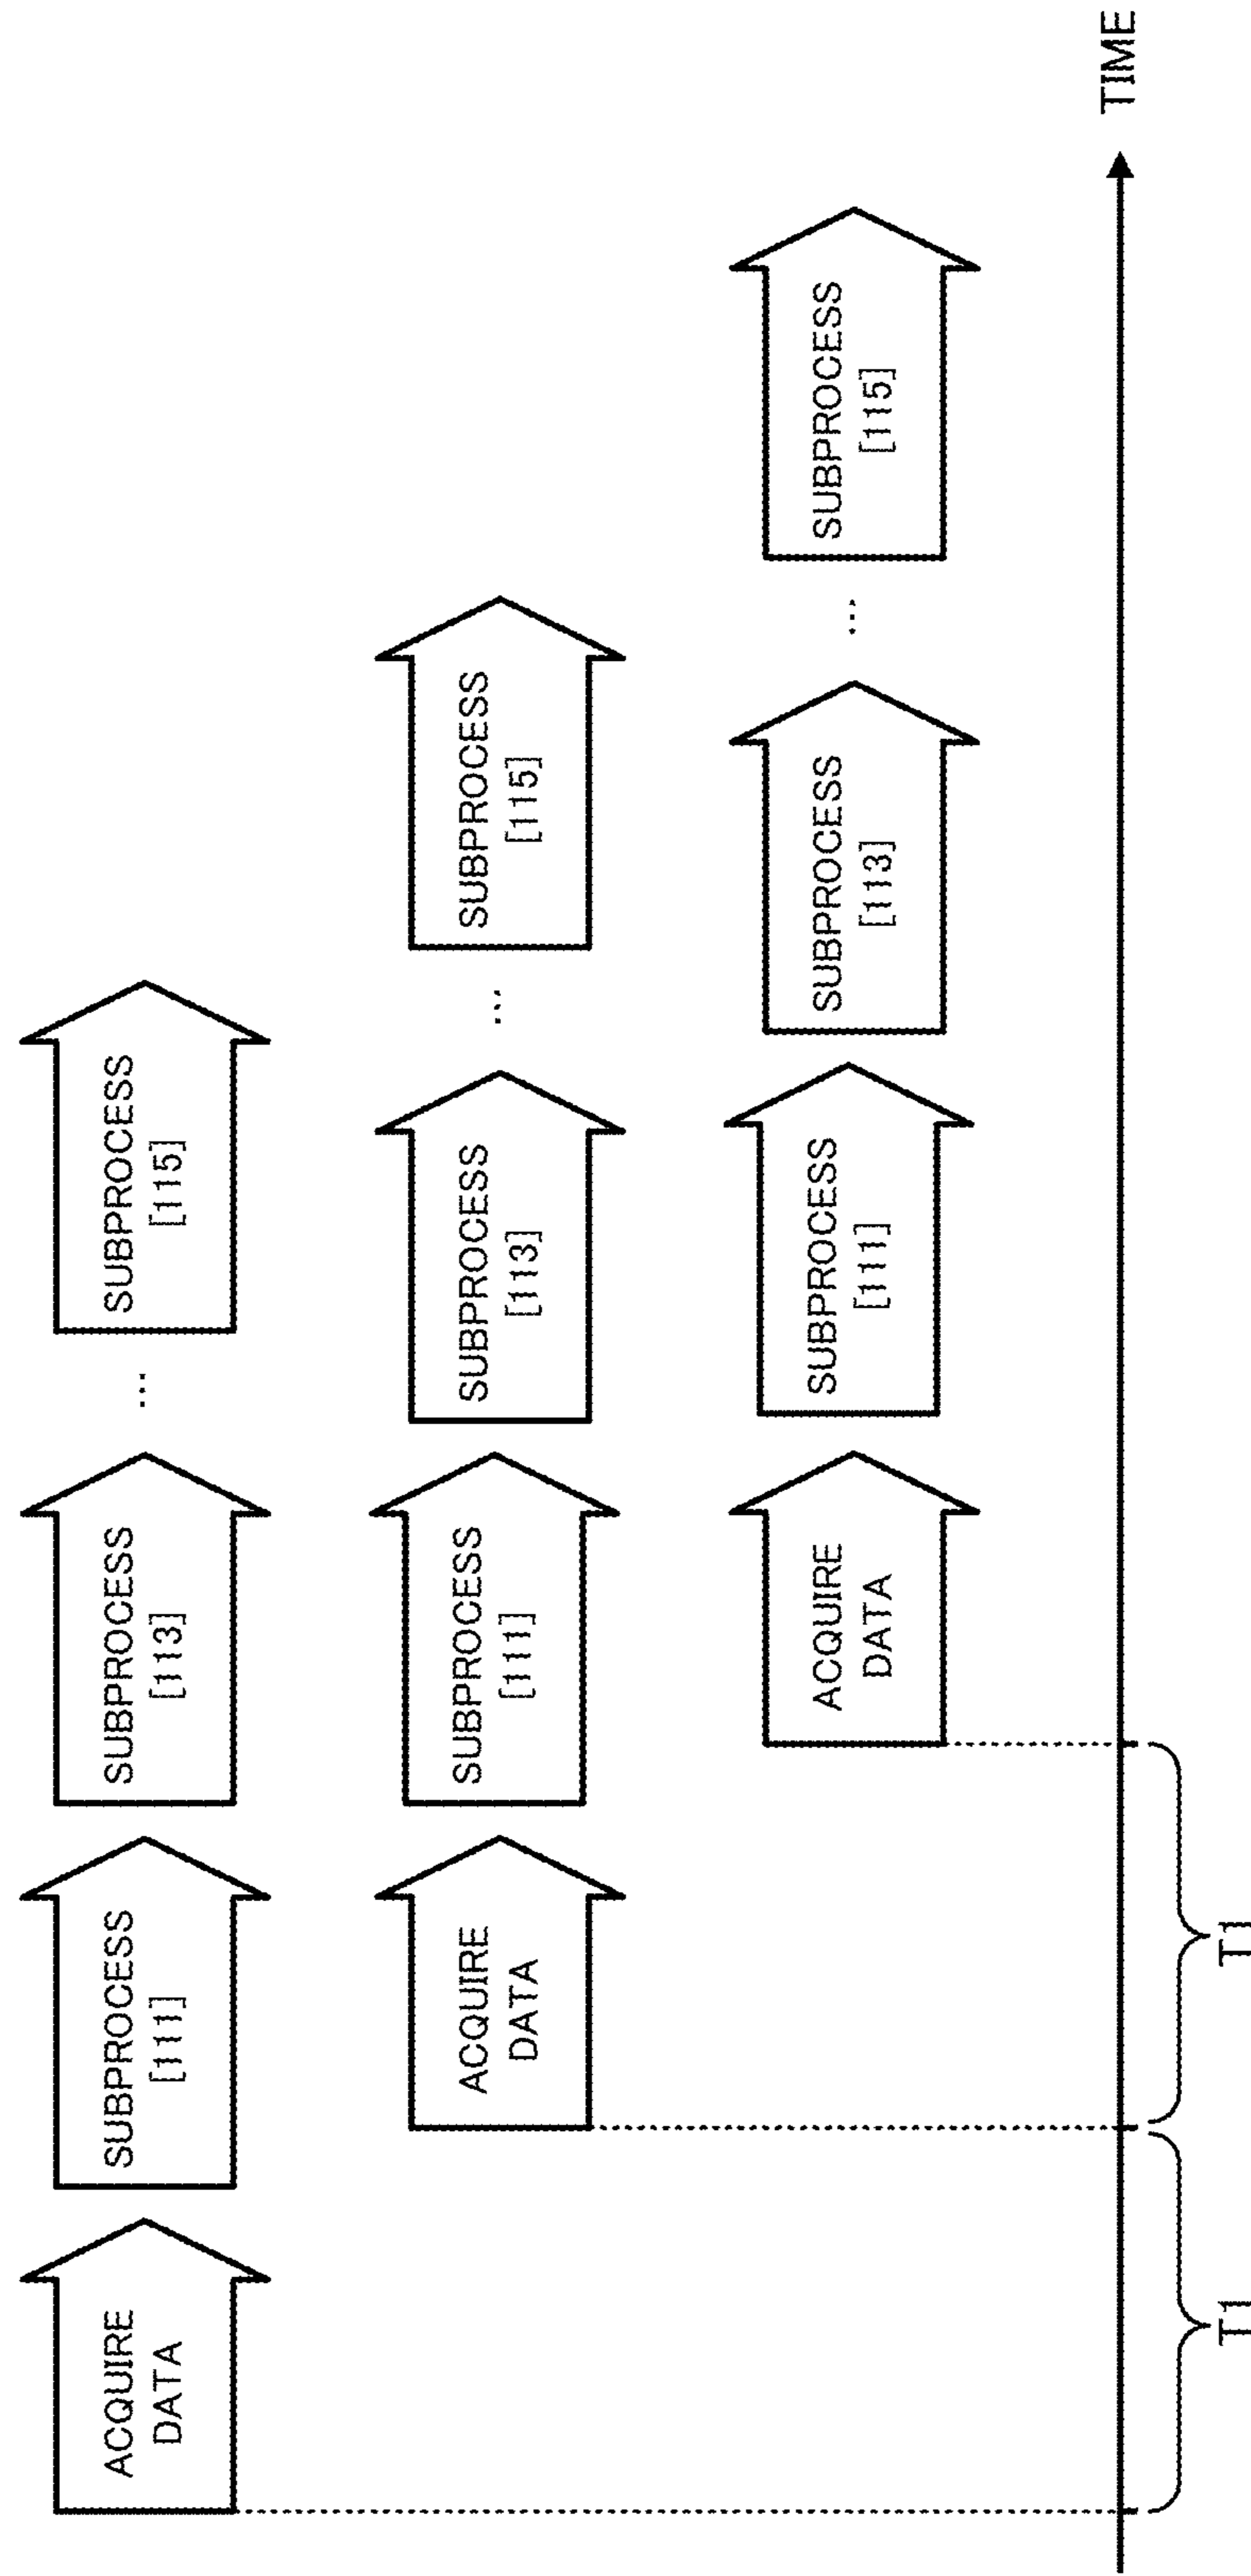 ACQUIRE
DATA
SUBPROCESS
[111]
SUBPROCESS
[113]
...
SUBPROCESS
[115]
ACQUIRE
DATA
SUBPROCESS
[111]
SUBPROCESS
[113]
...
SUBPROCESS
[115]
ACQUIRE
DATA
SUBPROCESS
[111]
SUBPROCESS
[113]
...
SUBPROCESS
[115]
TIME
T1
T1